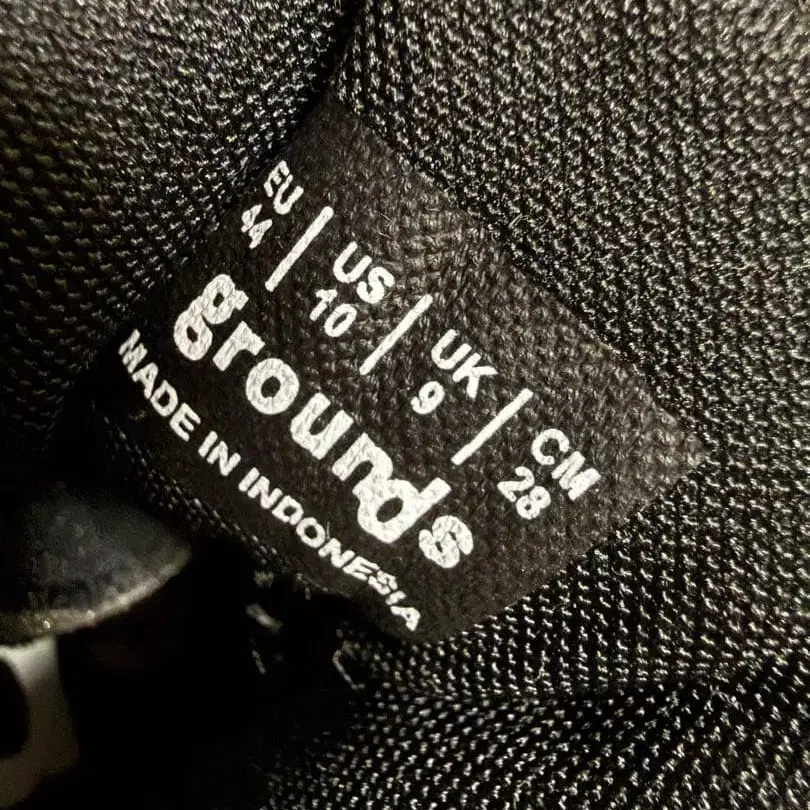 EU | US | UK | CM
44 | 10 | 9 | 28
grounds
MADE IN INDONESIA